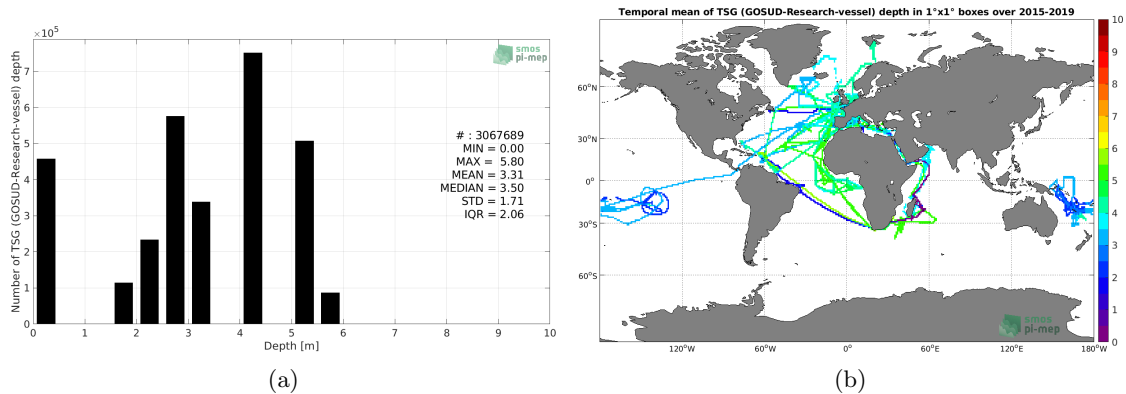 ×10⁵
Number of TSG (GOSUD-Research-vessel) depth
7
6
5
4
3
2
1
0
smos
pi-mep
# : 3067689
MIN = 0.00
MAX = 5.80
MEAN = 3.31
MEDIAN = 3.50
STD = 1.71
IQR = 2.06
0 1 2 3 4 5 6 7 8 9 10
Depth [m]
(a)
Temporal mean of TSG (GOSUD-Research-vessel) depth in 1°x1° boxes over 2015-2019
60°N
30°N
0°
30°S
60°S
120°W 60°W 0° 60°E 120°E 180°W
smos
pi-mep
10
9
8
7
6
5
4
3
2
1
0
(b)